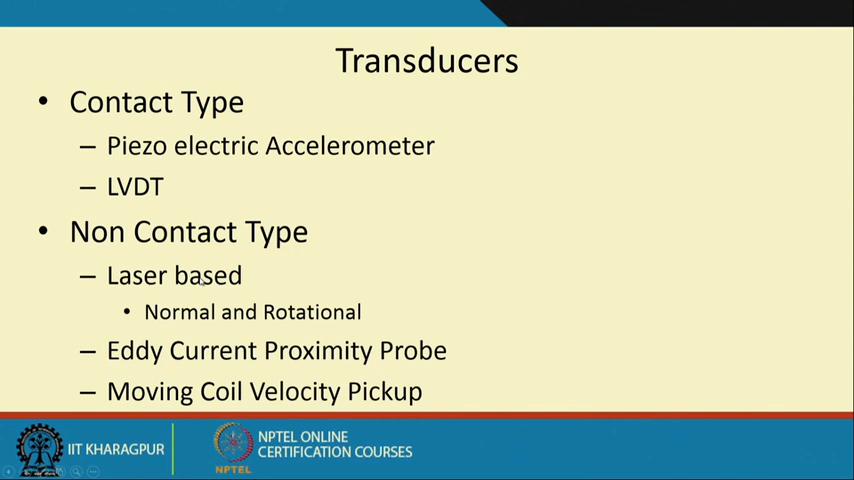 Transducers
• Contact Type
– Piezo electric Accelerometer
– LVDT
• Non Contact Type
– Laser based
• Normal and Rotational
– Eddy Current Proximity Probe
– Moving Coil Velocity Pickup
IIT KHARAGPUR
NPTEL
NPTEL ONLINE
CERTIFICATION COURSES